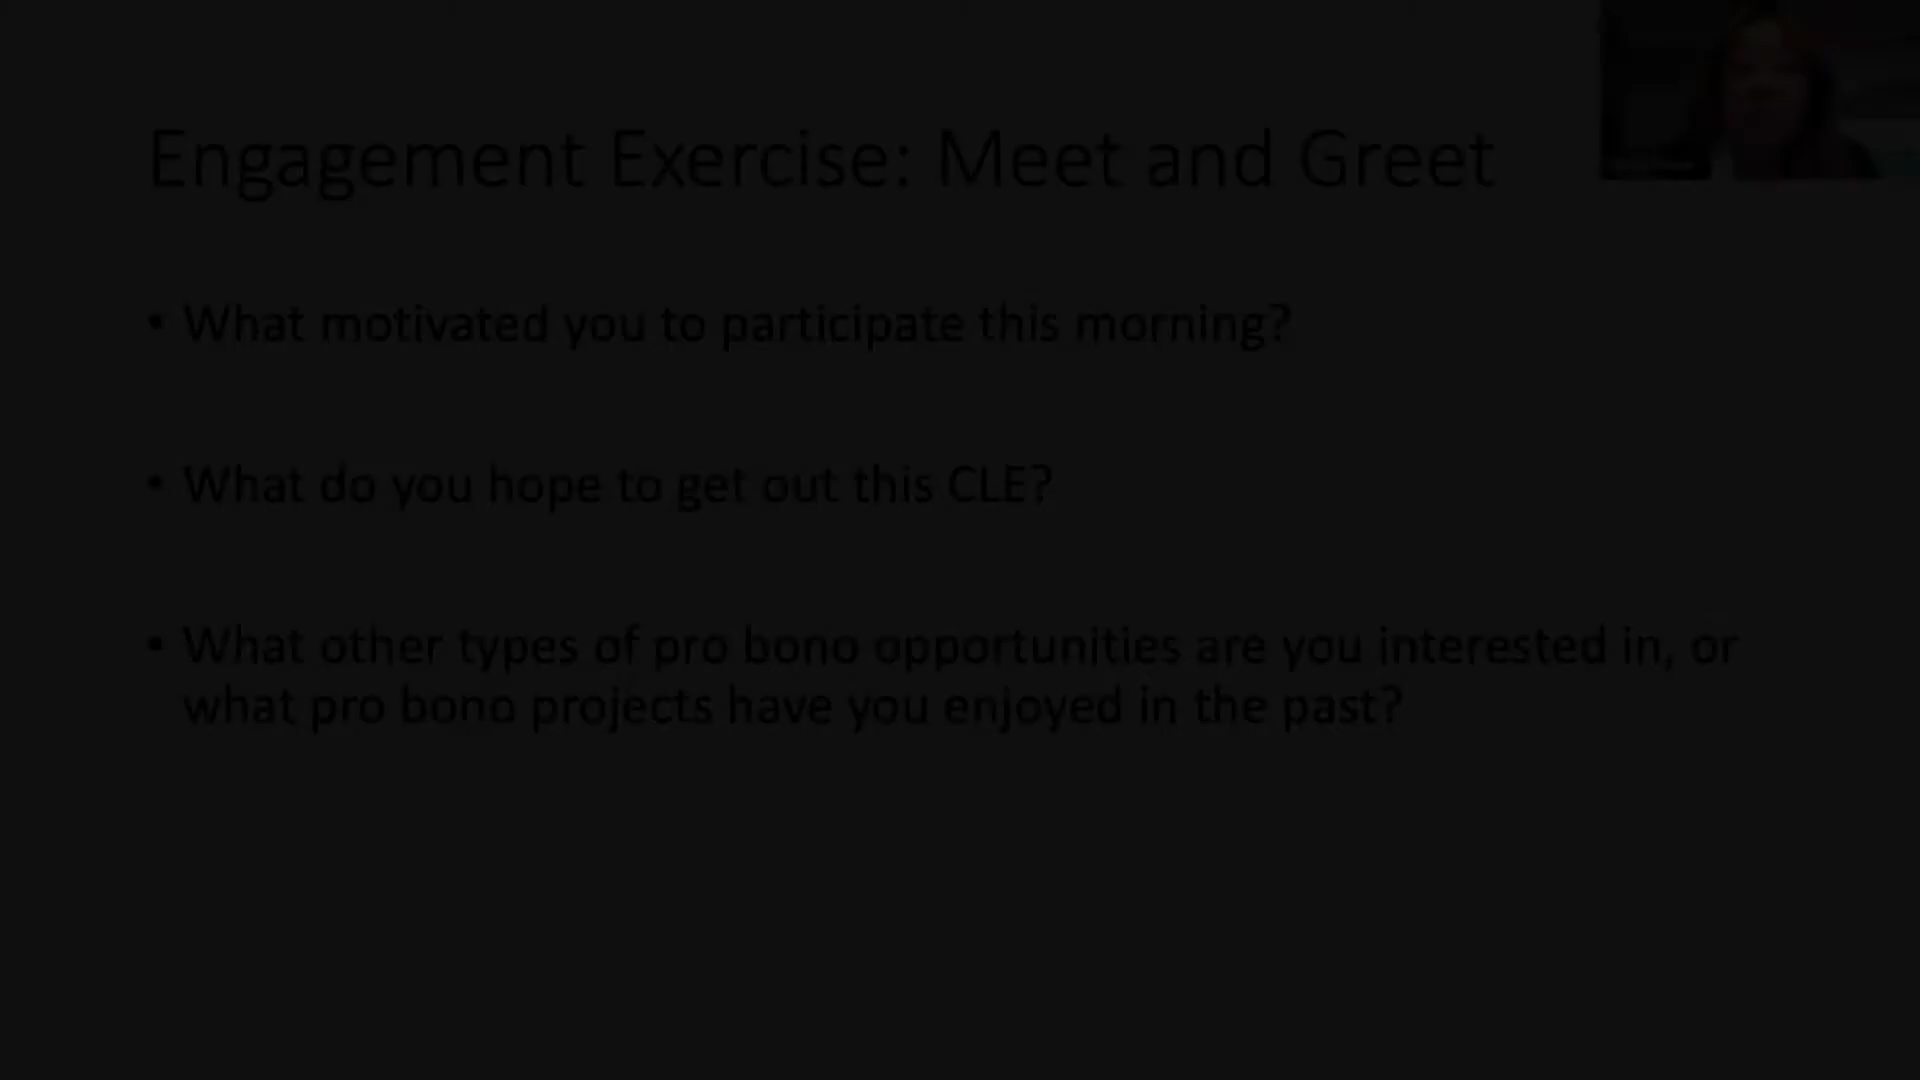 Engagement Exercise: Meet and Greet
• What motivated you to participate this morning?
• What do you hope to get out this CLE?
• What other types of pro bono opportunities are you interested in, or
what pro bono projects have you enjoyed in the past?